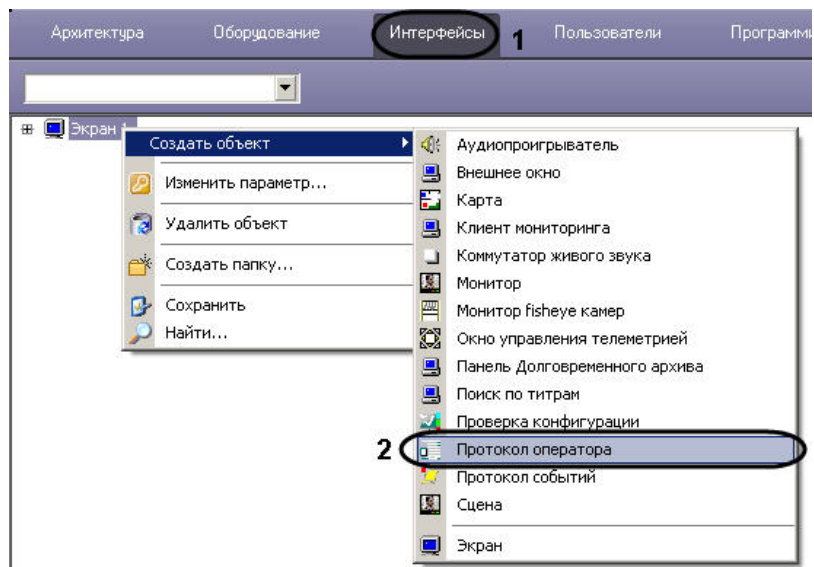 Архитектура Оборудование Интерфейсы 1 Пользователи
Экран
Создать объект
Изменить параметр...
Удалить объект
Создать папку...
Сохранить
Найти...
Аудиопроигрыватель
Внешнее окно
Карта
Клиент мониторинга
Коммутатор живого звука
Монитор
Монитор fisheye камер
Окно управления телеметрией
Панель Долговременного архива
Поиск по титрам
Проверка конфигурации
2 Протокол оператора
Протокол событий
Сцена
Экран